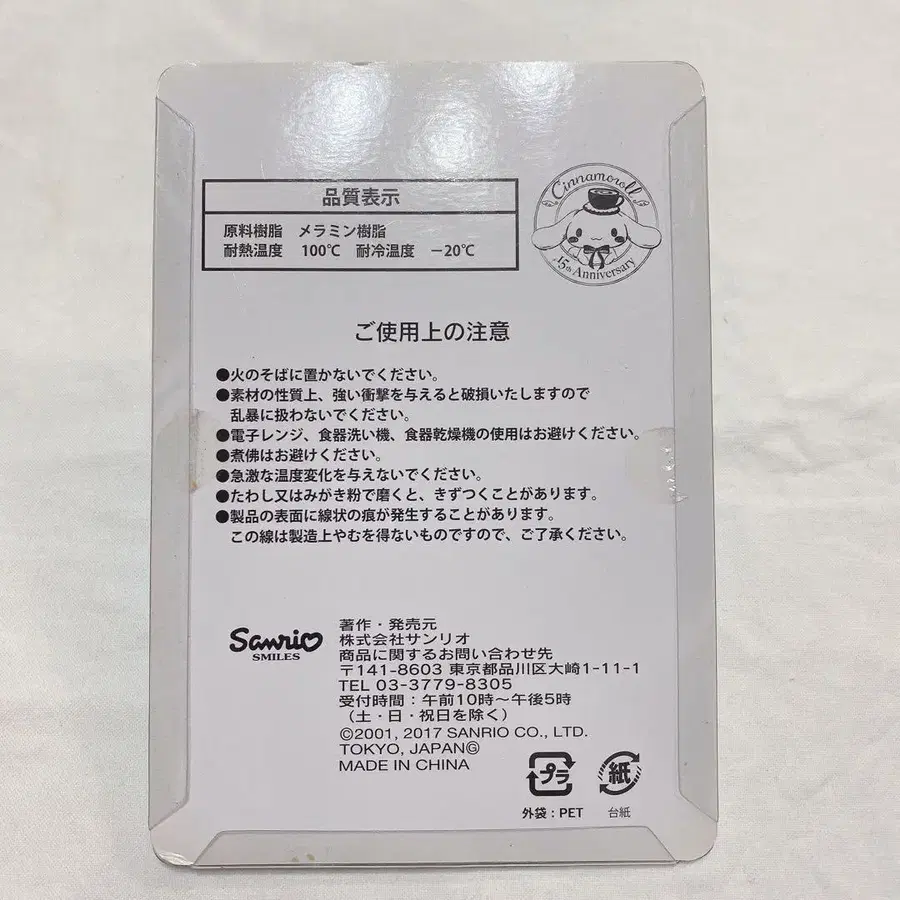 品質表示
原料樹脂 メラミン樹脂
耐熱温度 100℃ 耐冷温度 －20℃
Cinnamoroll
15th Anniversary
ご使用上の注意
●火のそばに置かないでください。
●素材の性質上、強い衝撃を与えると破損いたしますので
乱暴に扱わないでください。
●電子レンジ、食器洗い機、食器乾燥機の使用はお避けください。
●煮沸はお避けください。
●急激な温度変化を与えないでください。
●たわし又はみがき粉で磨くと、きずつくことがあります。
●製品の表面に線状の痕が発生することがあります。
この線は製造上やむを得ないものですので、ご了承ください。
Sanrio
SMILES
著作・発売元
株式会社サンリオ
商品に関するお問い合わせ先
〒141-8603 東京都品川区大崎1-11-1
TEL 03-3779-8305
受付時間：午前10時～午後5時
（土・日・祝日を除く）
©2001, 2017 SANRIO CO., LTD.
TOKYO, JAPANⒼ
MADE IN CHINA
プラ
紙
外袋：PET
台紙